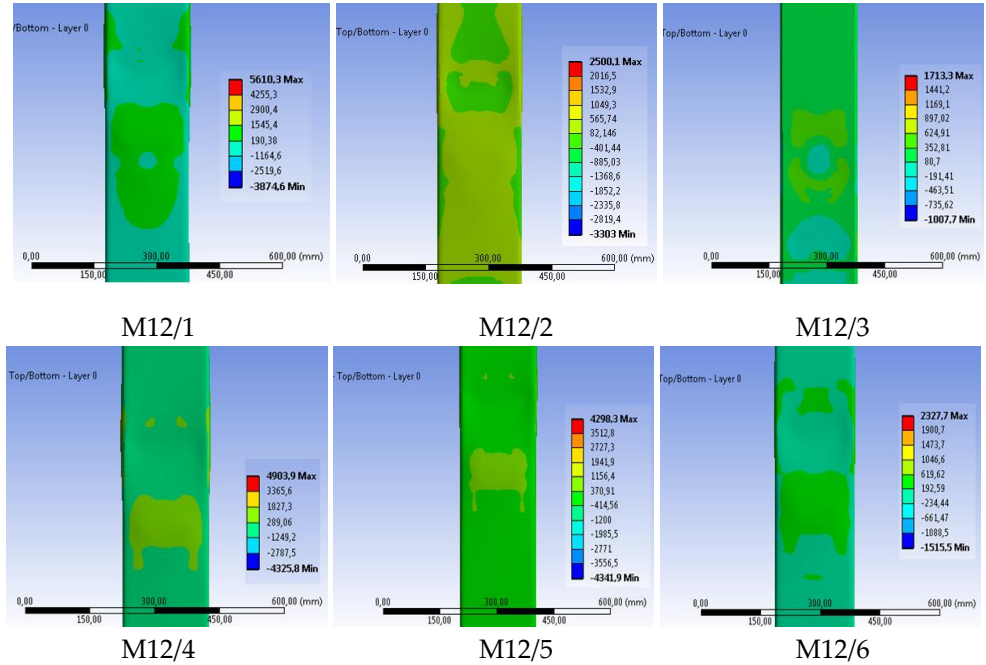 /Bottom - Layer 0
5610,3 Max
4255,3
2900,4
1545,4
190,38
-1164,6
-2519,6
-3874,6 Min
0,00 300,00 600,00 (mm)
150,00 450,00
M12/1
Top/Bottom - Layer 0
2500,1 Max
2016,5
1532,9
1049,3
565,74
82,146
-401,44
-885,03
-1368,6
-1852,2
-2335,8
-2819,4
-3303 Min
0,00 300,00 600,00 (mm)
150,00 450,00
M12/2
Top/Bottom - Layer 0
1713,3 Max
1441,2
1169,1
897,02
624,91
352,81
80,7
-191,41
-463,51
-735,62
-1007,7 Min
0,00 300,00 600,00 (mm)
150,00 450,00
M12/3
Top/Bottom - Layer 0
4903,9 Max
3365,6
1827,3
289,06
-1249,2
-2787,5
-4325,8 Min
0,00 300,00 600,00 (mm)
150,00 450,00
M12/4
Top/Bottom - Layer 0
4298,3 Max
3512,8
2727,3
1941,9
1156,4
370,91
-414,56
-1200
-1985,5
-2771
-3556,5
-4341,9 Min
0,00 300,00 600,00 (mm)
150,00 450,00
M12/5
Top/Bottom - Layer 0
2327,7 Max
1900,7
1473,7
1046,6
619,62
192,59
-234,44
-661,47
-1088,5
-1515,5 Min
0,00 300,00 600,00 (mm)
150,00 450,00
M12/6